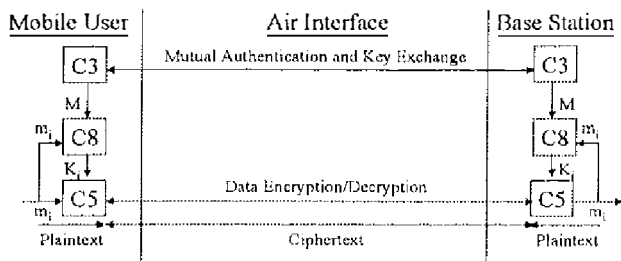 Mobile User Air Interface Base Station
C3 Mutual Authentication and Key Exchange C3
M M
mi C8 C8 mi
Ki Ki
C5 Data Encryption/Decryption C5
mi mi
Plaintext Ciphertext Plaintext